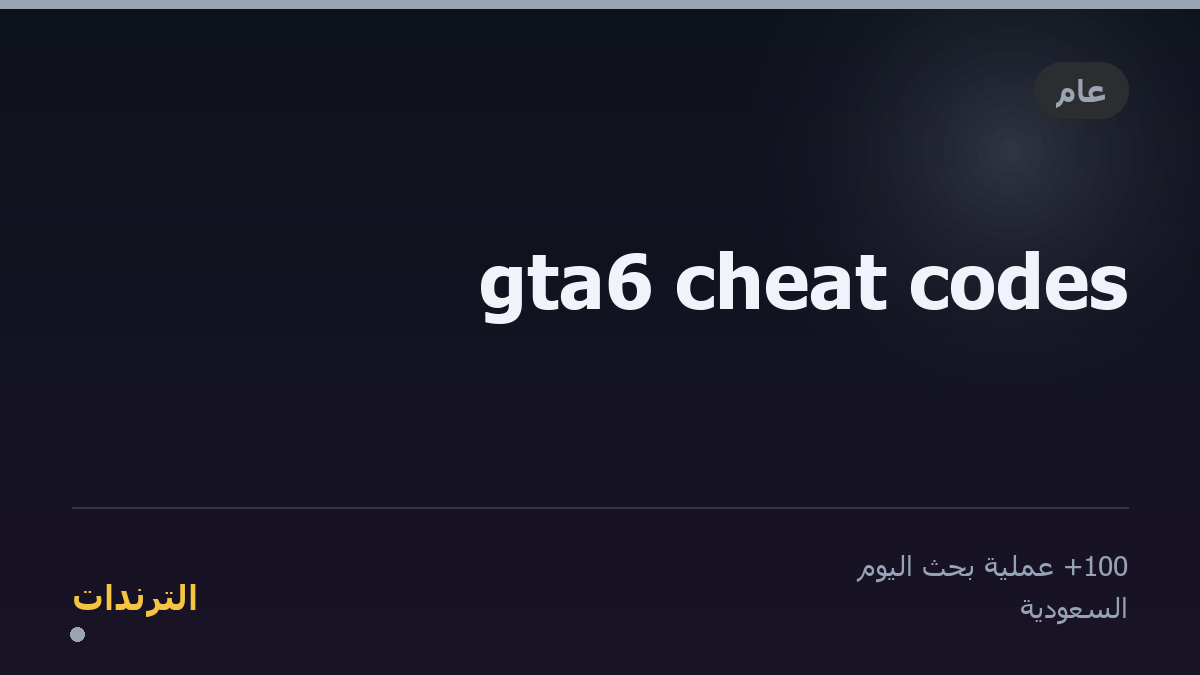 عام
gta6 cheat codes
100+ عملية بحث اليوم
السعودية
الترندات